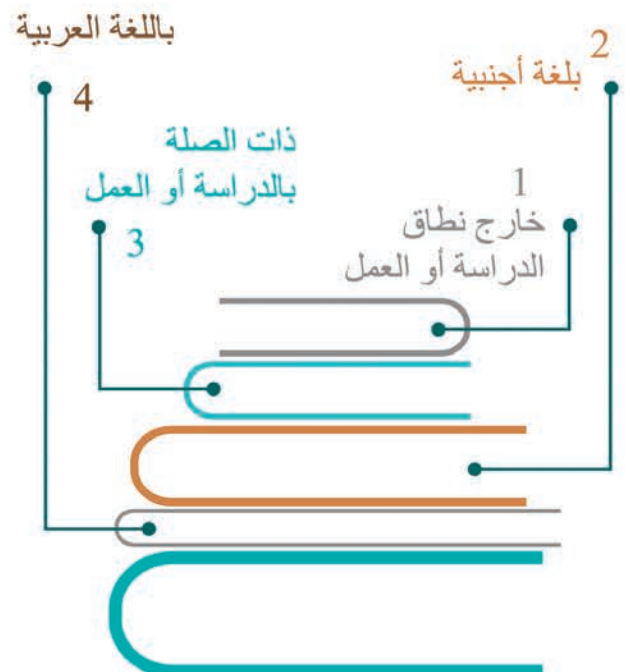 باللغة العربية
4
2
بلغة أجنبية
ذات الصلة
بالدراسة أو العمل
3
1
خارج نطاق
الدراسة أو العمل